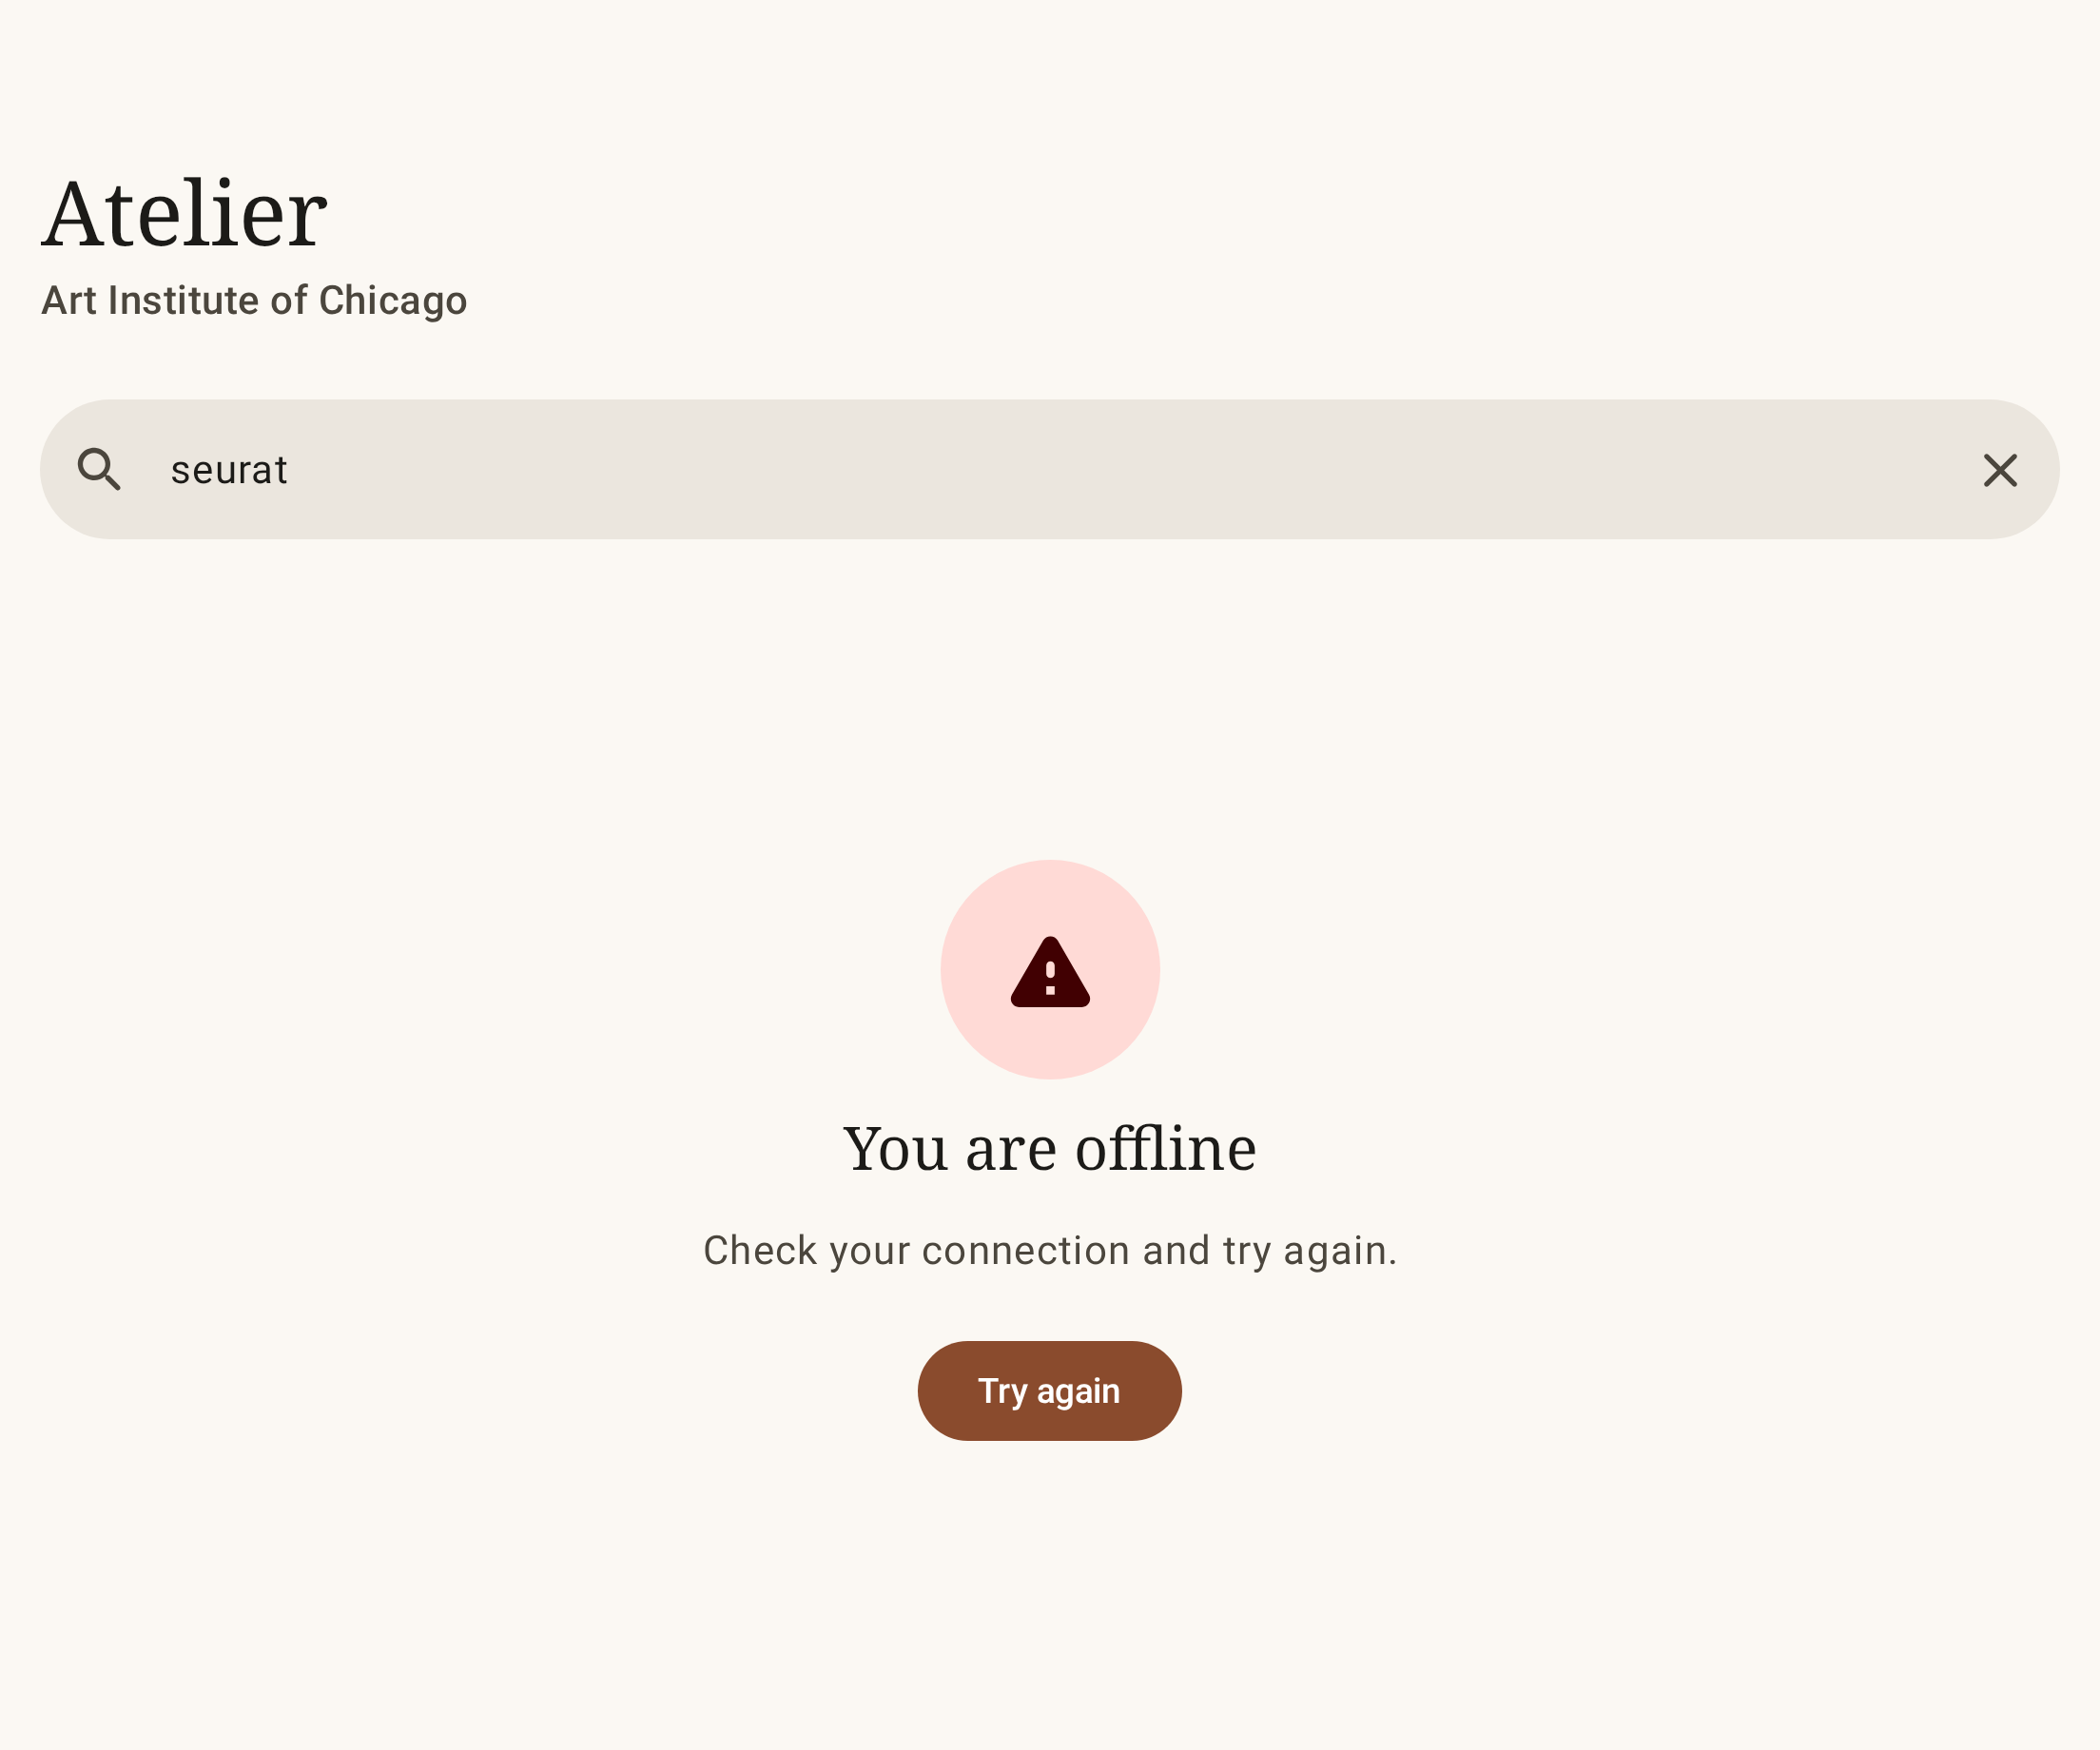 Atelier
Art Institute of Chicago
seurat
You are offline
Check your connection and try again.
Try again